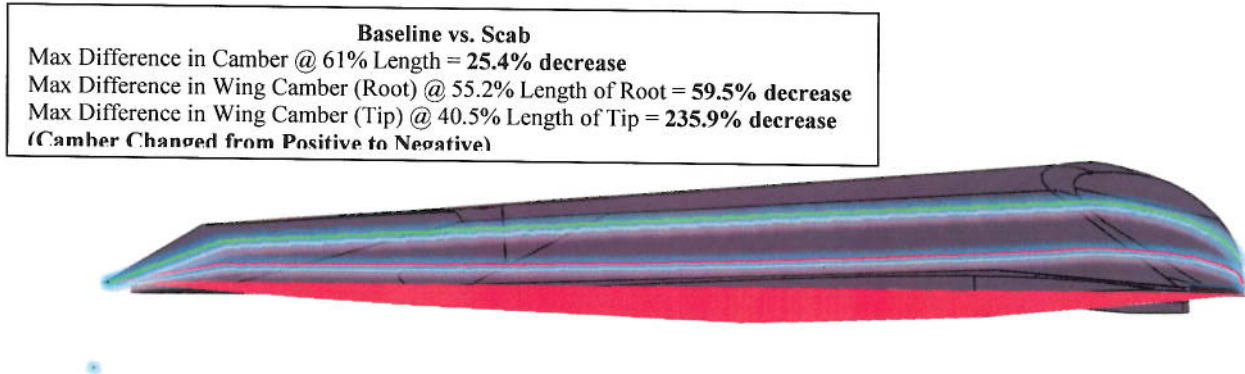 Baseline vs. Scab
Max Difference in Camber @ 61% Length = 25.4% decrease
Max Difference in Wing Camber (Root) @ 55.2% Length of Root = 59.5% decrease
Max Difference in Wing Camber (Tip) @ 40.5% Length of Tip = 235.9% decrease
(Camber Changed from Positive to Negative)